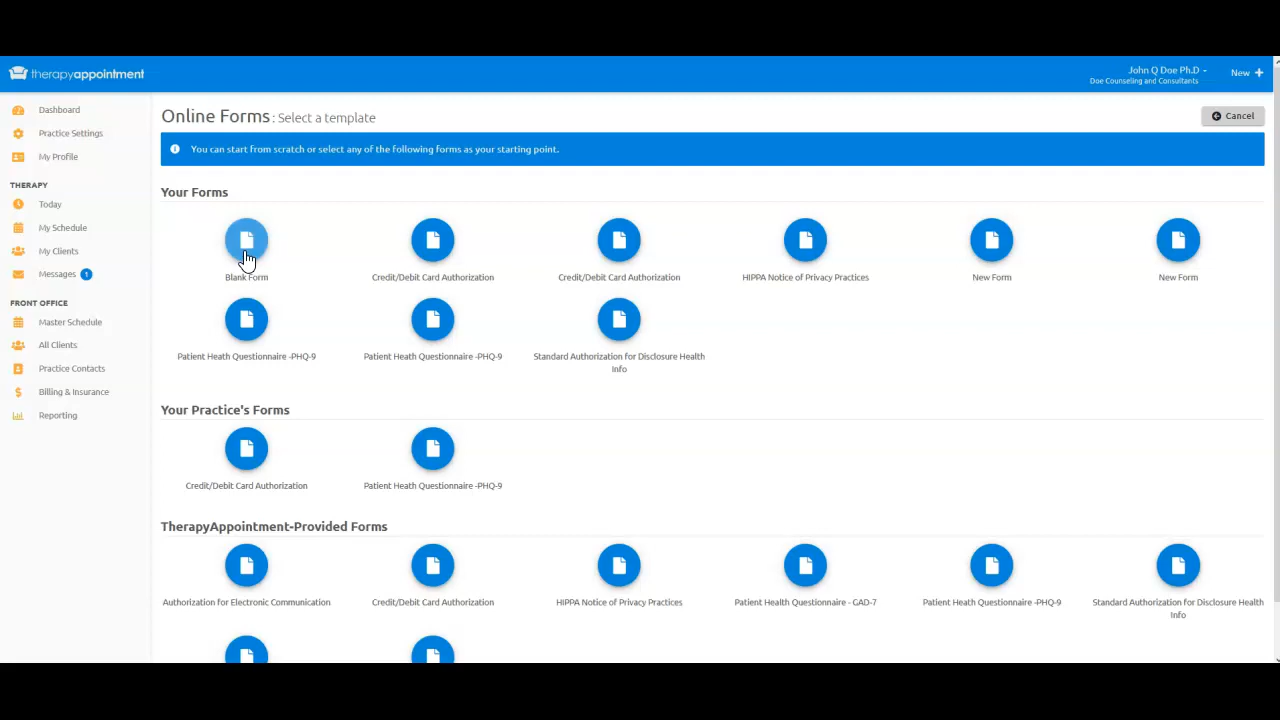 therapyappointment
John Q Doe Ph.D
Doe Counseling and Consultants
New +
Dashboard
Practice Settings
My Profile
THERAPY
Today
My Schedule
My Clients
Messages 1
FRONT OFFICE
Master Schedule
All Clients
Practice Contacts
Billing & Insurance
Reporting
Online Forms : Select a template
Cancel
You can start from scratch or select any of the following forms as your starting point.
Your Forms
Blank Form
Credit/Debit Card Authorization
Credit/Debit Card Authorization
HIPPA Notice of Privacy Practices
New Form
New Form
Patient Heath Questionnaire -PHQ-9
Patient Heath Questionnaire -PHQ-9
Standard Authorization for Disclosure Health
Info
Your Practice's Forms
Credit/Debit Card Authorization
Patient Heath Questionnaire -PHQ-9
TherapyAppointment-Provided Forms
Authorization for Electronic Communication
Credit/Debit Card Authorization
HIPPA Notice of Privacy Practices
Patient Health Questionnaire - GAD-7
Patient Heath Questionnaire -PHQ-9
Standard Authorization for Disclosure Health
Info